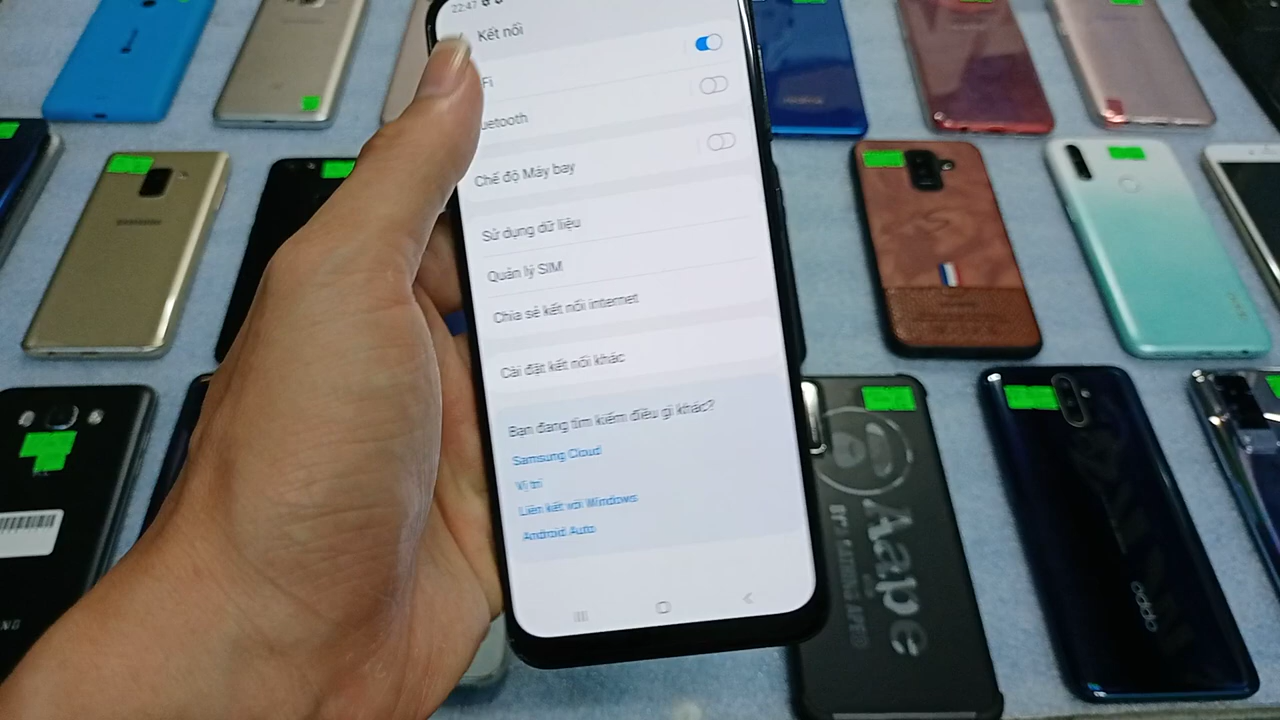 22:47
Kết nối
Fi
uetooth
Chế độ Máy bay
Sử dụng dữ liệu
Quản lý SIM
Chia sẻ kết nối internet
Cài đặt kết nối khác
Bạn đang tìm kiếm điều gì khác?
Samsung Cloud
Vị trí
Liên kết với Windows
Android Auto
SAMSUNG
Aape
oppo